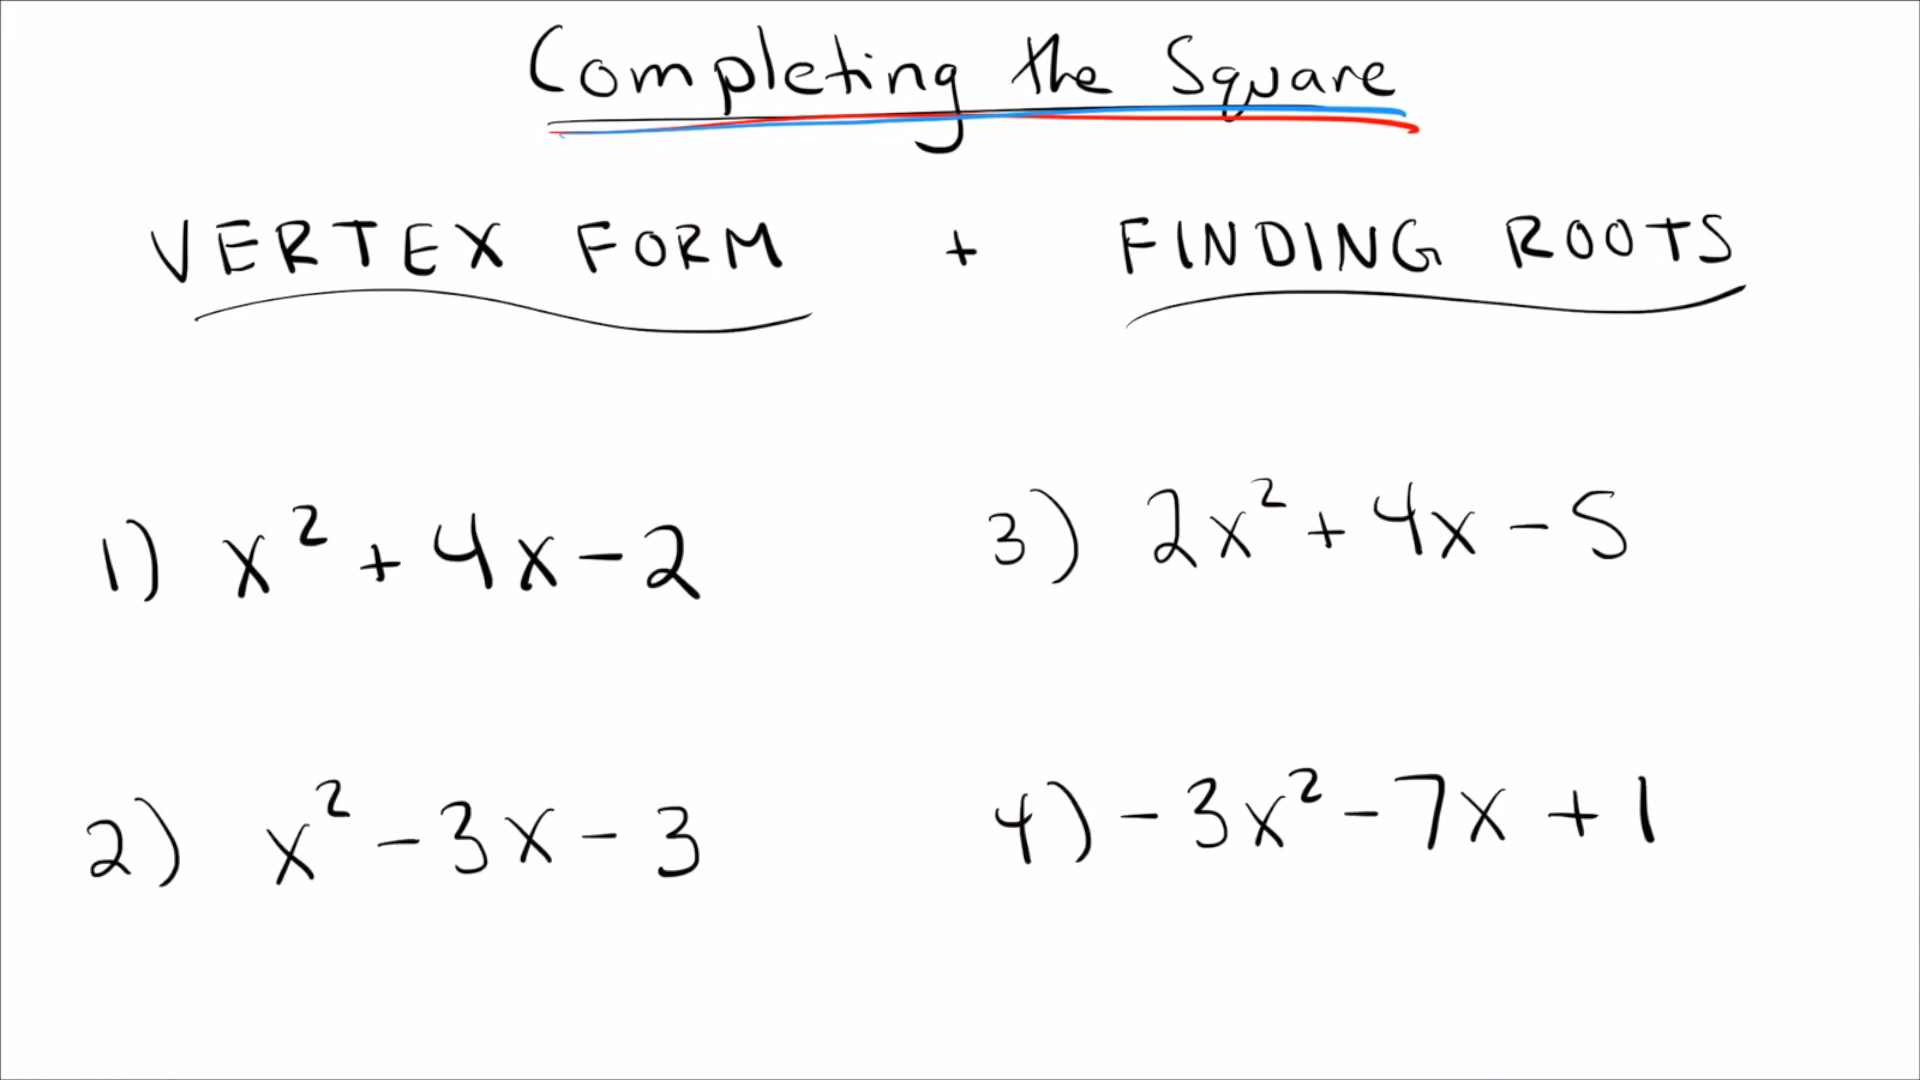 Completing the Square
VERTEX FORM + FINDING ROOTS
1) x² + 4x - 2
3) 2x² + 4x - 5
2) x² - 3x - 3
4) -3x² - 7x + 1